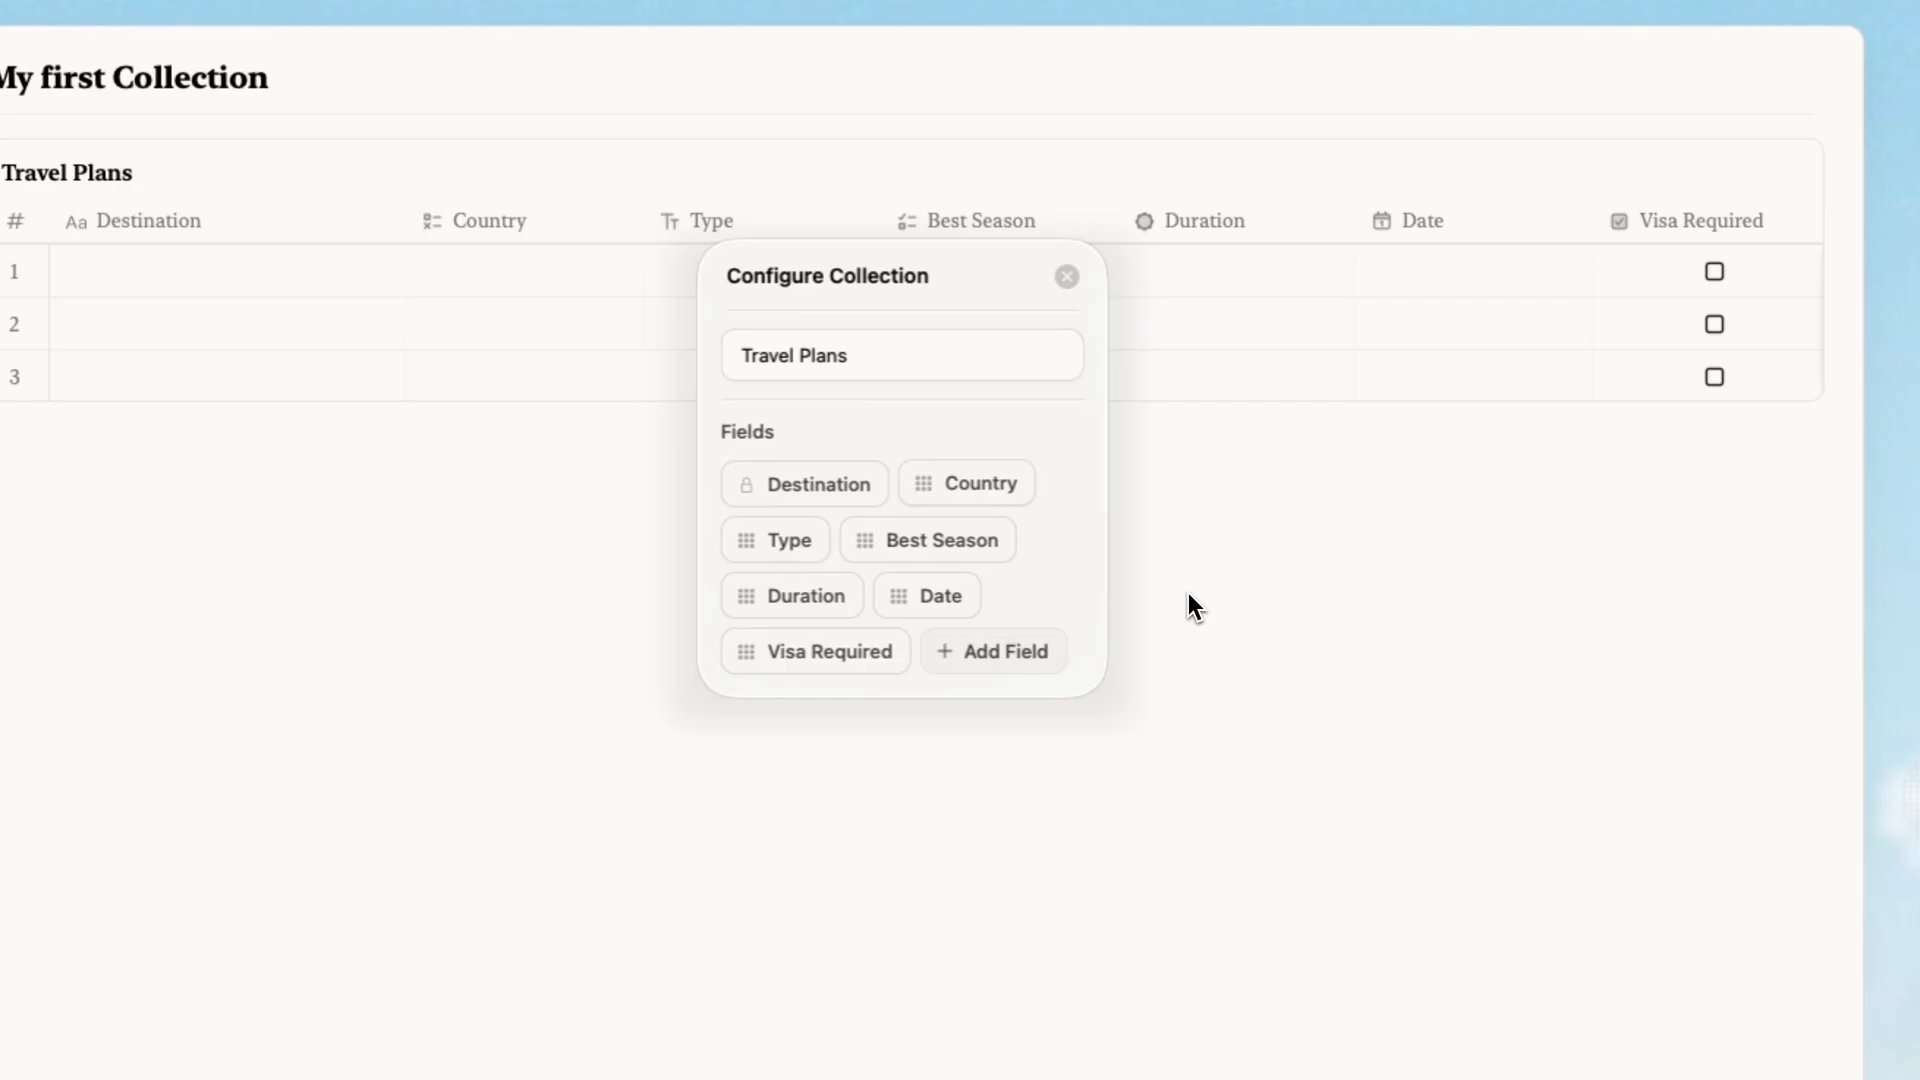 My first Collection
Travel Plans
# Aa Destination Country Tт Type Best Season Duration Date Visa Required
1
2
3
Configure Collection
Travel Plans
Fields
Destination Country
Type Best Season
Duration Date
Visa Required + Add Field